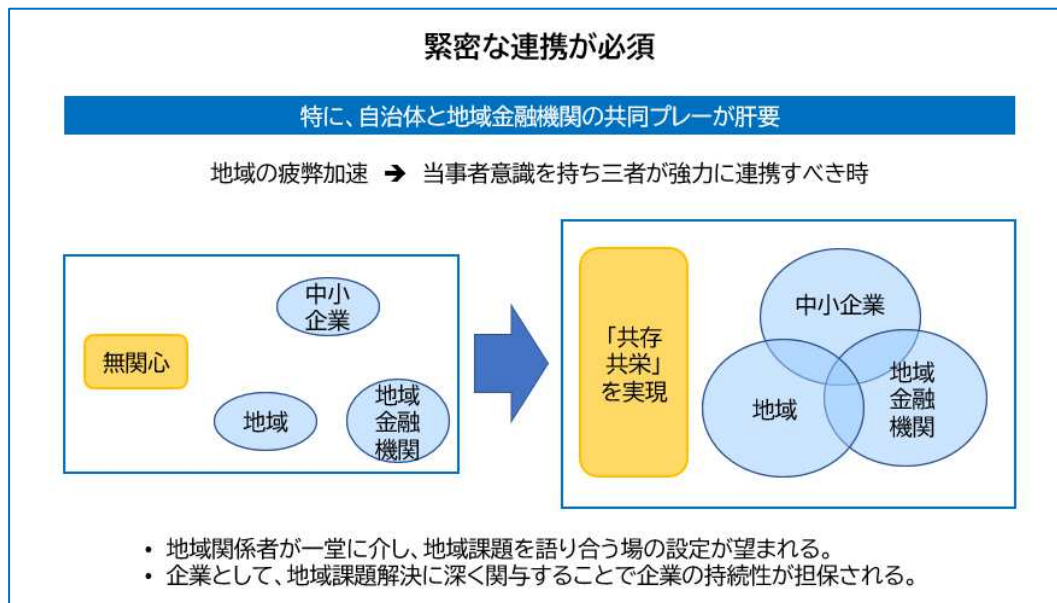 緊密な連携が必須
特に、自治体と地域金融機関の共同プレーが肝要
地域の疲弊加速 ➔ 当事者意識を持ち三者が強力に連携すべき時
無関心
中小
企業
地域
地域
金融
機関
「共存
共栄」
を実現
中小企業
地域
地域
金融
機関
• 地域関係者が一堂に介し、地域課題を語り合う場の設定が望まれる。
• 企業として、地域課題解決に深く関与することで企業の持続性が担保される。